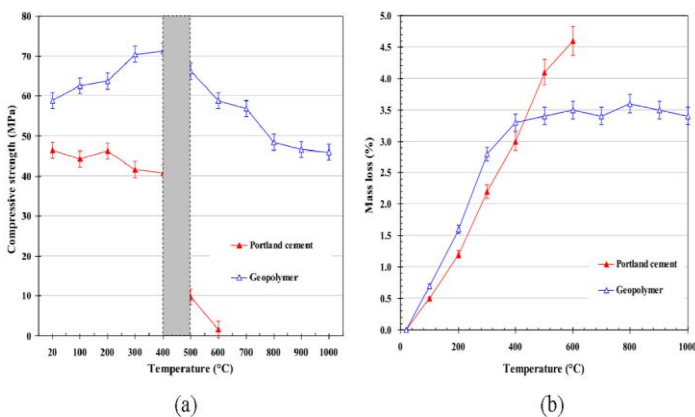 80
70
60
50
40
30
20
10
0
Compressive strength (MPa)
Portland cement
Geopolymer
20 100 200 300 400 500 600 700 800 900 1000
Temperature (°C)
(a)
5.0
4.5
4.0
3.5
3.0
2.5
2.0
1.5
1.0
0.5
0.0
Mass loss (%)
Portland cement
Geopolymer
0 200 400 600 800 1000
Temperature (°C)
(b)